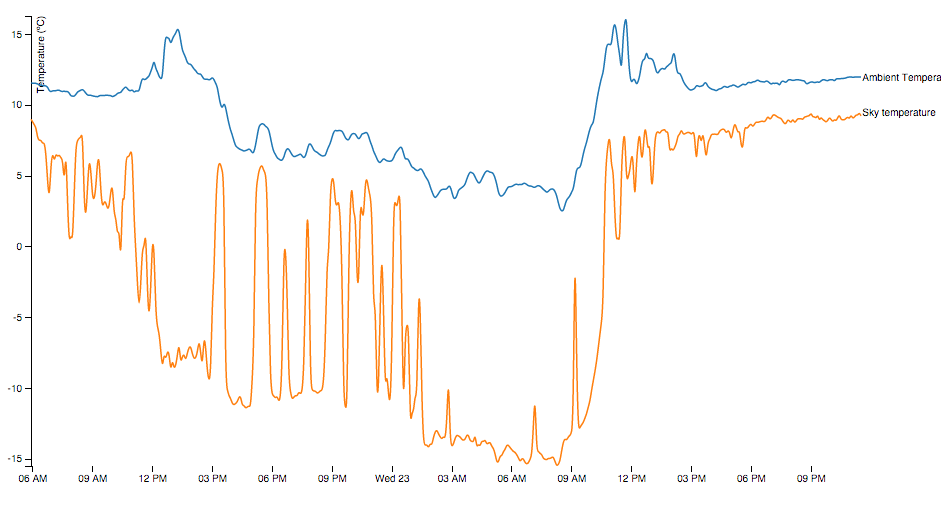 Temperature (°C)
15
10
5
0
-5
-10
-15
Ambient Tempera
Sky temperature
06 AM 09 AM 12 PM 03 PM 06 PM 09 PM Wed 23 03 AM 06 AM 09 AM 12 PM 03 PM 06 PM 09 PM